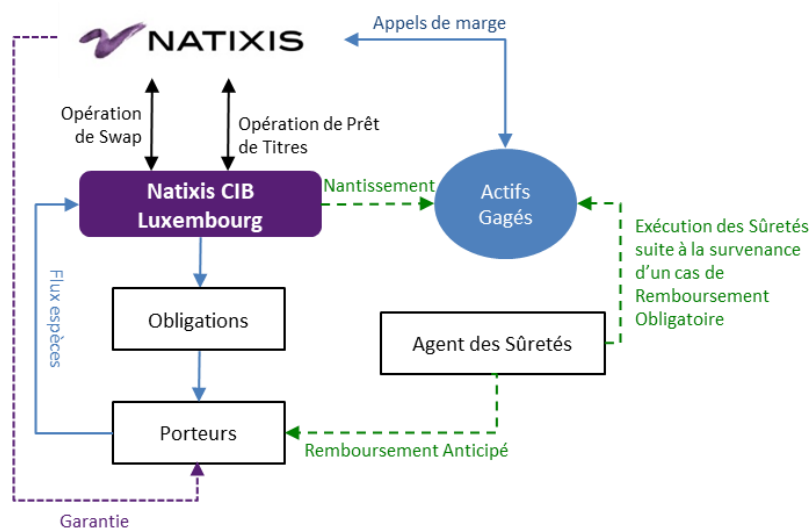 NATIXIS
Appels de marge
Opération
de Swap
Opération de Prêt
de Titres
Natixis CIB
Luxembourg
Nantissement
Actifs
Gagés
Exécution des Sûretés
suite à la survenance
d'un cas de
Remboursement
Obligatoire
Flux espèces
Obligations
Agent des Sûretés
Porteurs
Remboursement Anticipé
Garantie